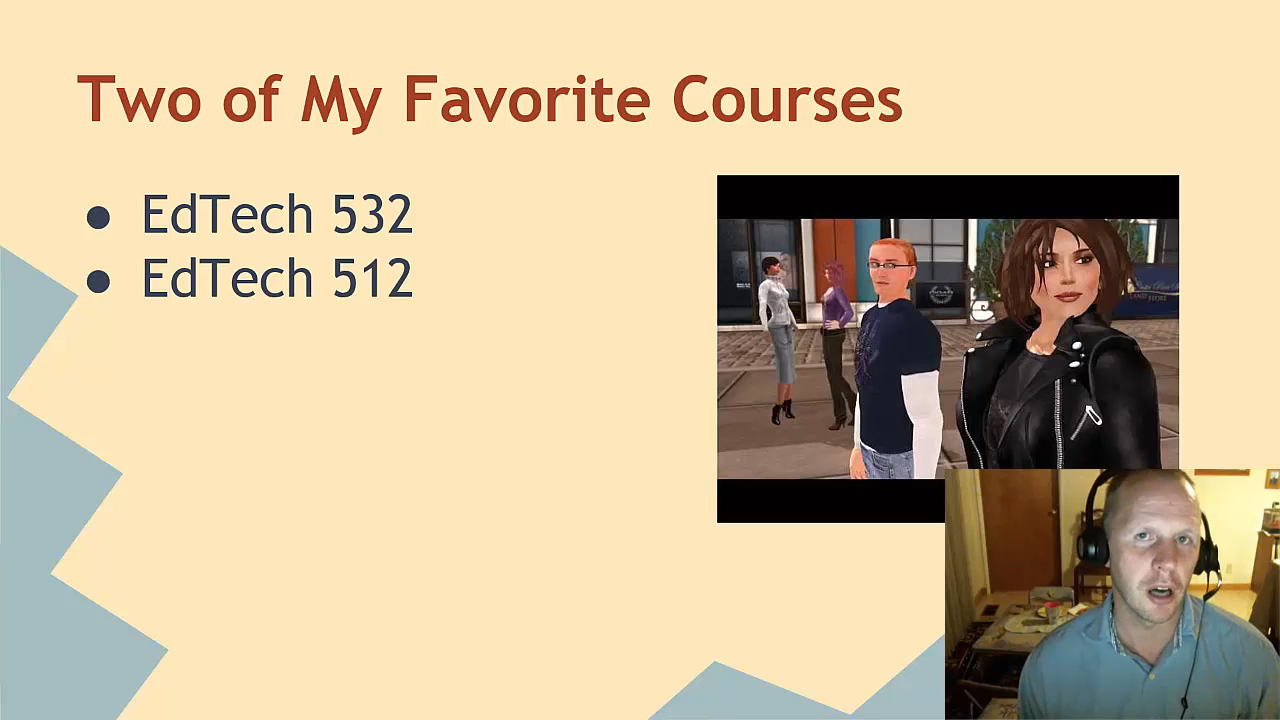 Two of My Favorite Courses
● EdTech 532
● EdTech 512